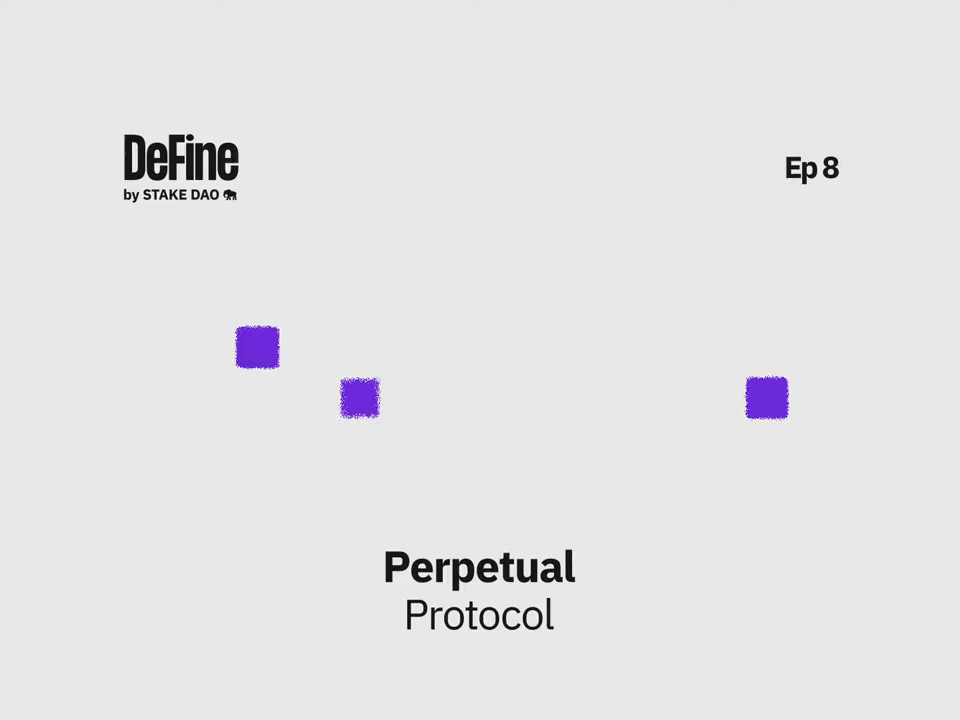 DeFine
by STAKE DAO
Ep 8
Perpetual
Protocol